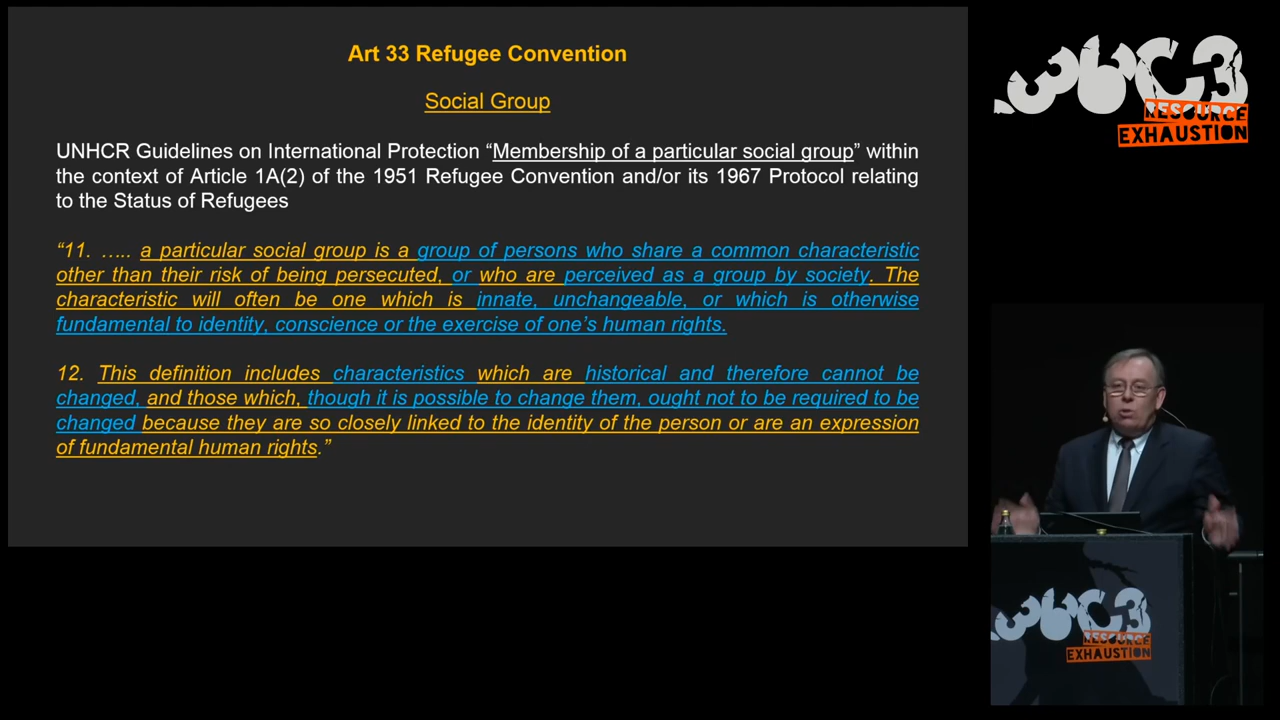 Art 33 Refugee Convention
Social Group
UNHCR Guidelines on International Protection “Membership of a particular social group” within
the context of Article 1A(2) of the 1951 Refugee Convention and/or its 1967 Protocol relating
to the Status of Refugees
“11. ….. a particular social group is a group of persons who share a common characteristic
other than their risk of being persecuted, or who are perceived as a group by society. The
characteristic will often be one which is innate, unchangeable, or which is otherwise
fundamental to identity, conscience or the exercise of one’s human rights.
12. This definition includes characteristics which are historical and therefore cannot be
changed, and those which, though it is possible to change them, ought not to be required to be
changed because they are so closely linked to the identity of the person or are an expression
of fundamental human rights.”
36C3
RESOURCE
EXHAUSTION
36C3
RESOURCE
EXHAUSTION